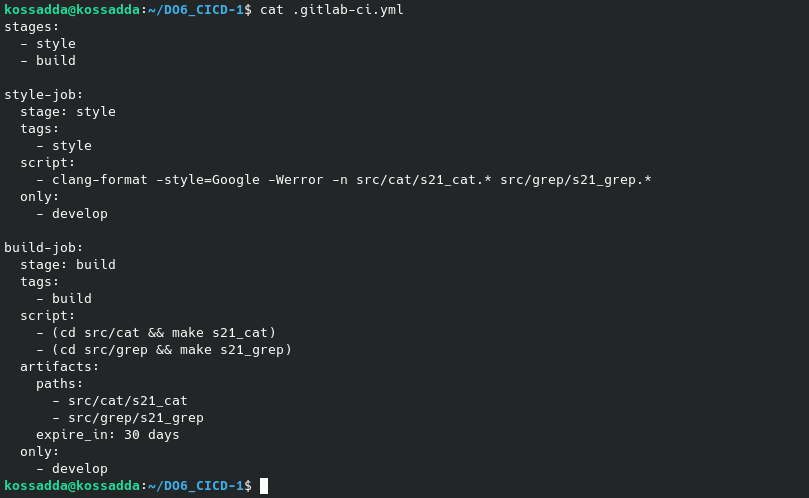 kossadda@kossadda:~/DO6_CICD-1$ cat .gitlab-ci.yml
stages:
  - style
  - build

style-job:
  stage: style
  tags:
    - style
  script:
    - clang-format -style=Google -Werror -n src/cat/s21_cat.* src/grep/s21_grep.*
  only:
    - develop

build-job:
  stage: build
  tags:
    - build
  script:
    - (cd src/cat && make s21_cat)
    - (cd src/grep && make s21_grep)
  artifacts:
    paths:
      - src/cat/s21_cat
      - src/grep/s21_grep
    expire_in: 30 days
  only:
    - develop
kossadda@kossadda:~/DO6_CICD-1$